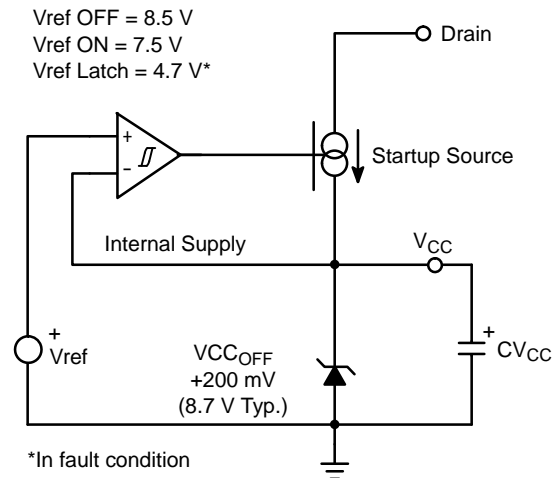 Vref OFF = 8.5 V
Vref ON = 7.5 V
Vref Latch = 4.7 V*
Drain
+
-
Startup Source
Internal Supply
VCC
+
Vref
VCCOFF
+200 mV
(8.7 V Typ.)
+
CVCC
*In fault condition